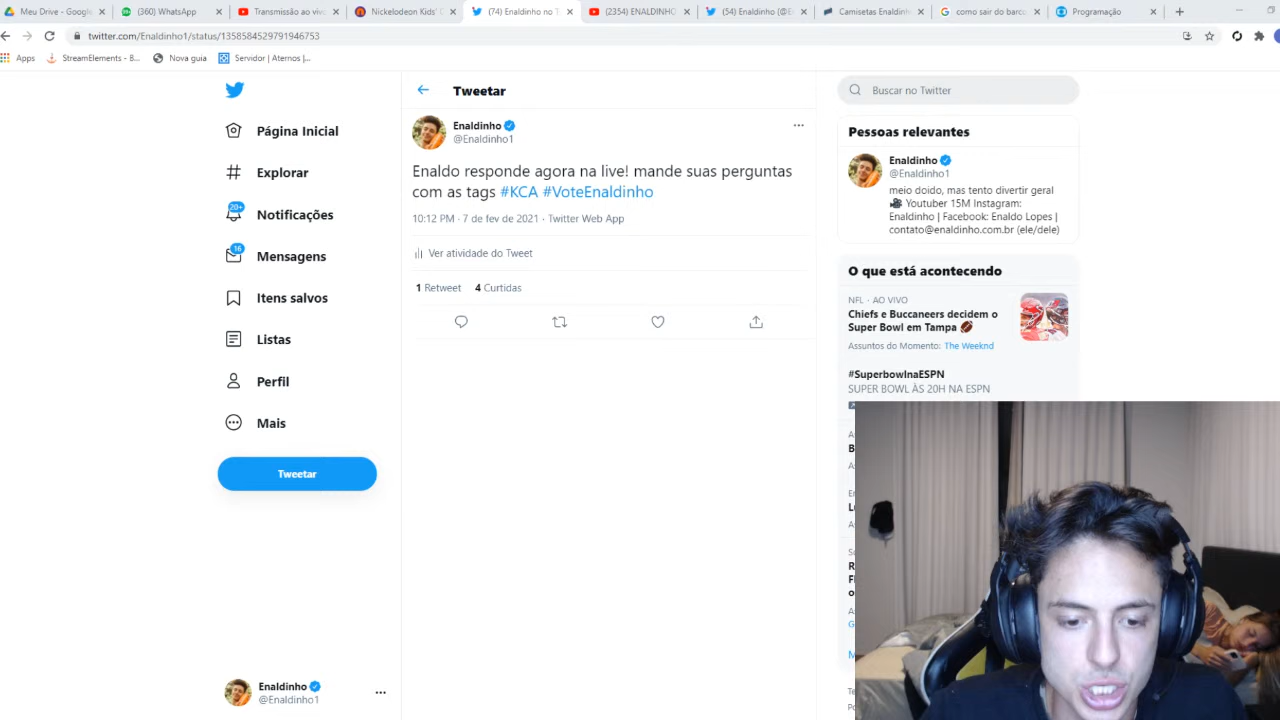 Meu Drive - Google
(360) WhatsApp
Transmissão ao viv
Nickelodeon Kids' C
(74) Enaldinho no T
(2354) ENALDINHO
(54) Enaldinho (@E
Camisetas Enaldinh
como sair do barco
Programação
twitter.com/Enaldinho1/status/1358584529791946753
Apps
StreamElements - B...
Nova guia
Servidor | Aternos |...
Página Inicial
Explorar
20+
Notificações
16
Mensagens
Itens salvos
Listas
Perfil
Mais
Tweetar
Enaldinho
@Enaldinho1
Tweetar
Enaldinho
@Enaldinho1
Enaldo responde agora na live! mande suas perguntas
com as tags #KCA #VoteEnaldinho
10:12 PM · 7 de fev de 2021 · Twitter Web App
Ver atividade do Tweet
1 Retweet 4 Curtidas
Buscar no Twitter
Pessoas relevantes
Enaldinho
@Enaldinho1
meio doido, mas tento divertir geral
🎥 Youtuber 15M Instagram:
Enaldinho | Facebook: Enaldo Lopes |
contato@enaldinho.com.br (ele/dele)
O que está acontecendo
NFL · AO VIVO
Chiefs e Buccaneers decidem o
Super Bowl em Tampa 🏈
Assuntos do Momento: The Weeknd
#SuperbowlnaESPN
SUPER BOWL ÀS 20H NA ESPN